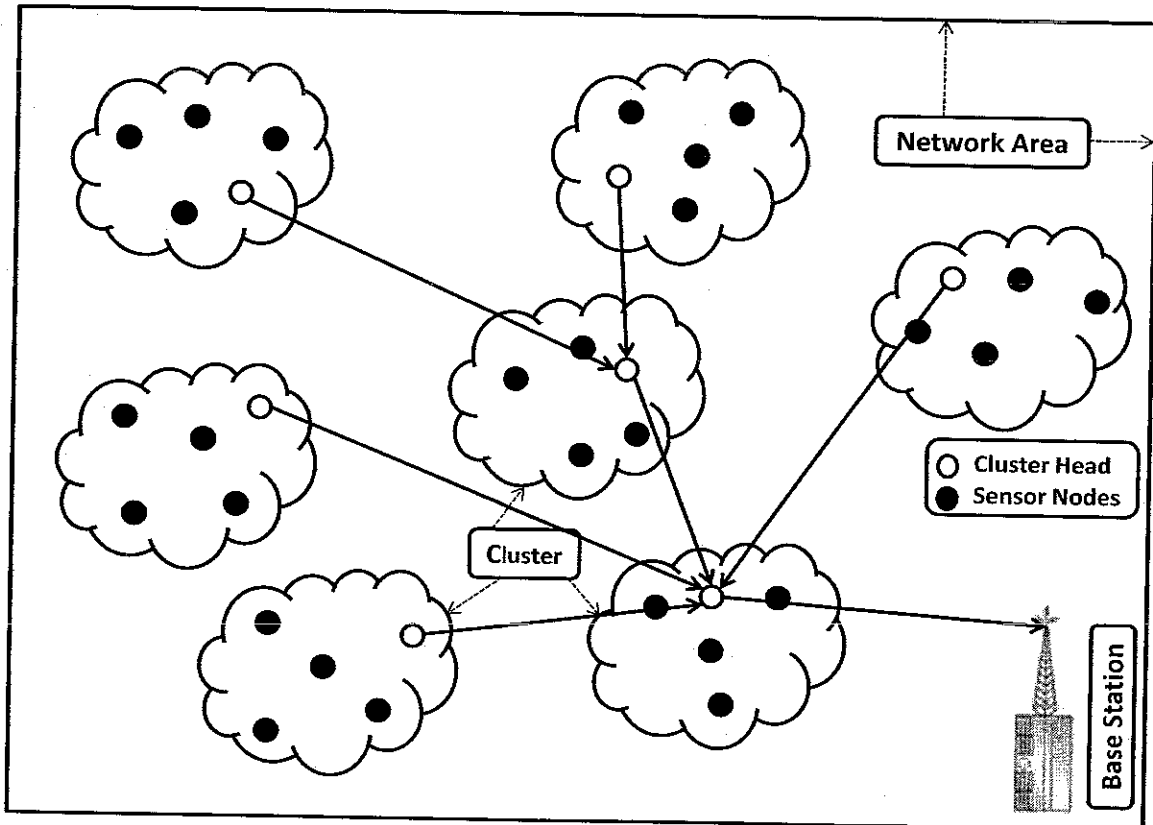 Network Area
Cluster Head
Sensor Nodes
Cluster
Base Station